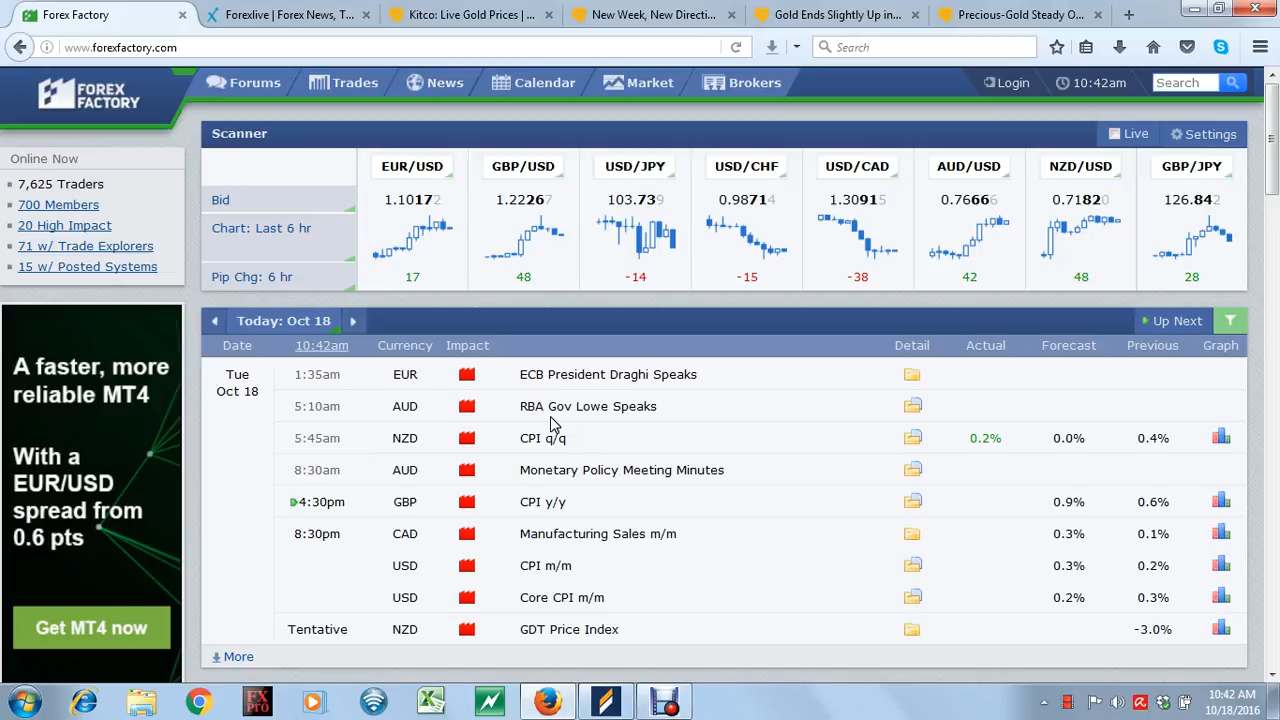 Forex Factory
Forexlive | Forex News, T...
Kitco: Live Gold Prices | ...
New Week, New Directi...
Gold Ends Slightly Up in...
Precious-Gold Steady O...
www.forexfactory.com
Search
FOREX
FACTORY
Forums
Trades
News
Calendar
Market
Brokers
Login
10:42am
Search
Online Now
7,625 Traders
700 Members
20 High Impact
71 w/ Trade Explorers
15 w/ Posted Systems
Scanner
Live
Settings
EUR/USD GBP/USD USD/JPY USD/CHF USD/CAD AUD/USD NZD/USD GBP/JPY
Bid 1.10172 1.22267 103.739 0.98714 1.30915 0.76666 0.71820 126.842
Chart: Last 6 hr
Pip Chg: 6 hr 17 48 -14 -15 -38 42 48 28
A faster, more
reliable MT4
With a
EUR/USD
spread from
0.6 pts
Get MT4 now
Today: Oct 18
Up Next
Date 10:42am Currency Impact Detail Actual Forecast Previous Graph
Tue
Oct 18
1:35am EUR ECB President Draghi Speaks
5:10am AUD RBA Gov Lowe Speaks
5:45am NZD CPI q/q 0.2% 0.0% 0.4%
8:30am AUD Monetary Policy Meeting Minutes
4:30pm GBP CPI y/y 0.9% 0.6%
8:30pm CAD Manufacturing Sales m/m 0.3% 0.1%
USD CPI m/m 0.3% 0.2%
USD Core CPI m/m 0.2% 0.3%
Tentative NZD GDT Price Index -3.0%
More
FX
Pro
10:42 AM
10/18/2016